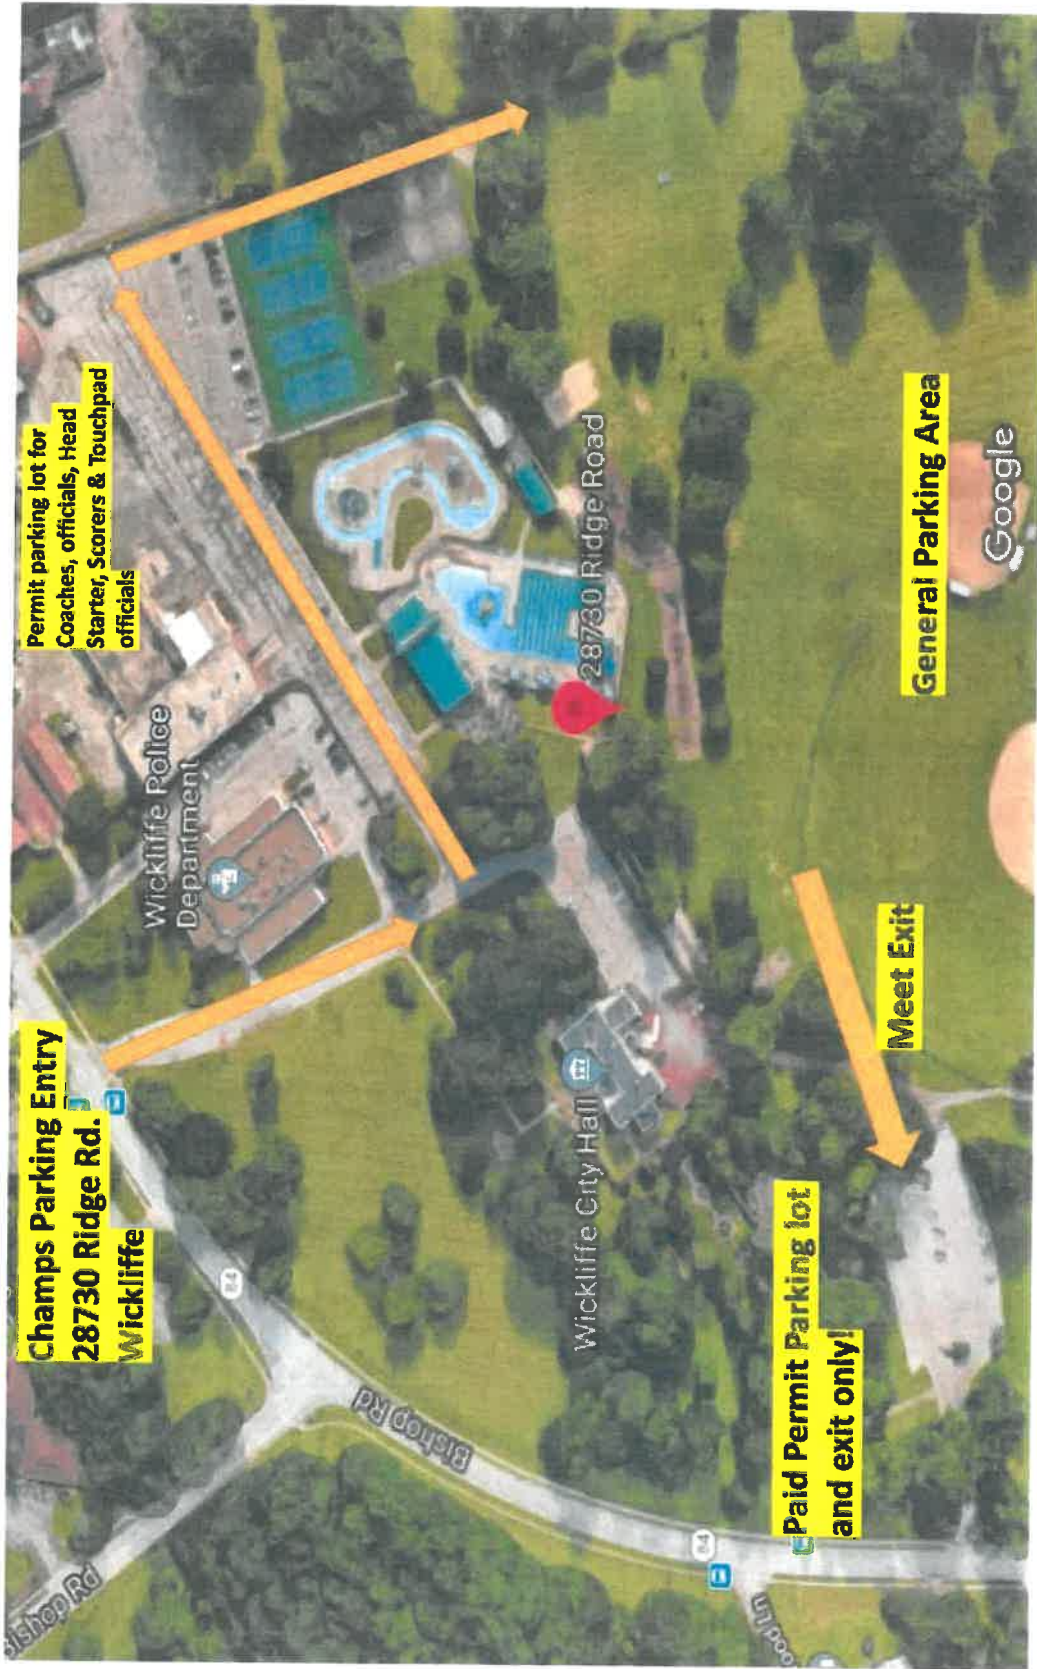 Champs Parking Entry
28730 Ridge Rd.
Wickliffe
Permit parking lot for
Coaches, officials, Head
Starter, Scorers & Touchpad
officials
Wickliffe Police
Department
84
Bishop Rd
Bishop Rd
Wickliffe City Hall
28730 Ridge Road
84
Paid Permit Parking lot
and exit only!
Meet Exit
General Parking Area
Google